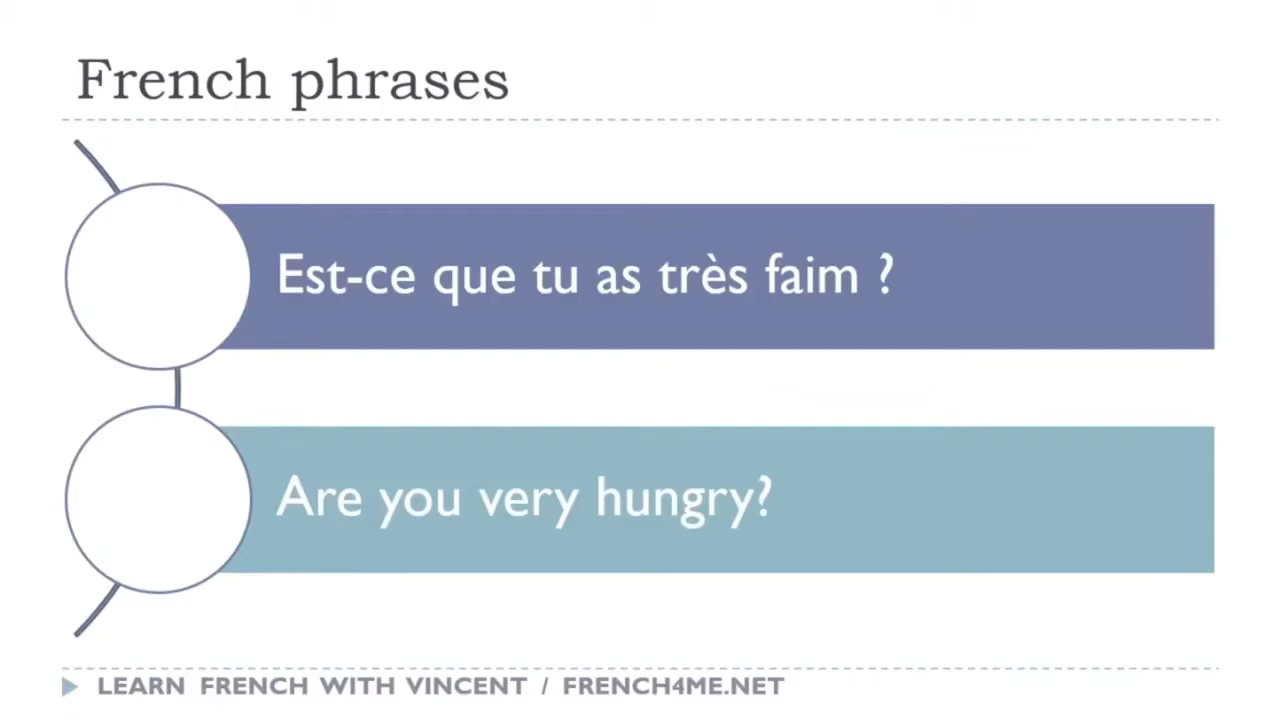 French phrases
Est-ce que tu as très faim ?
Are you very hungry?
LEARN FRENCH WITH VINCENT / FRENCH4ME.NET